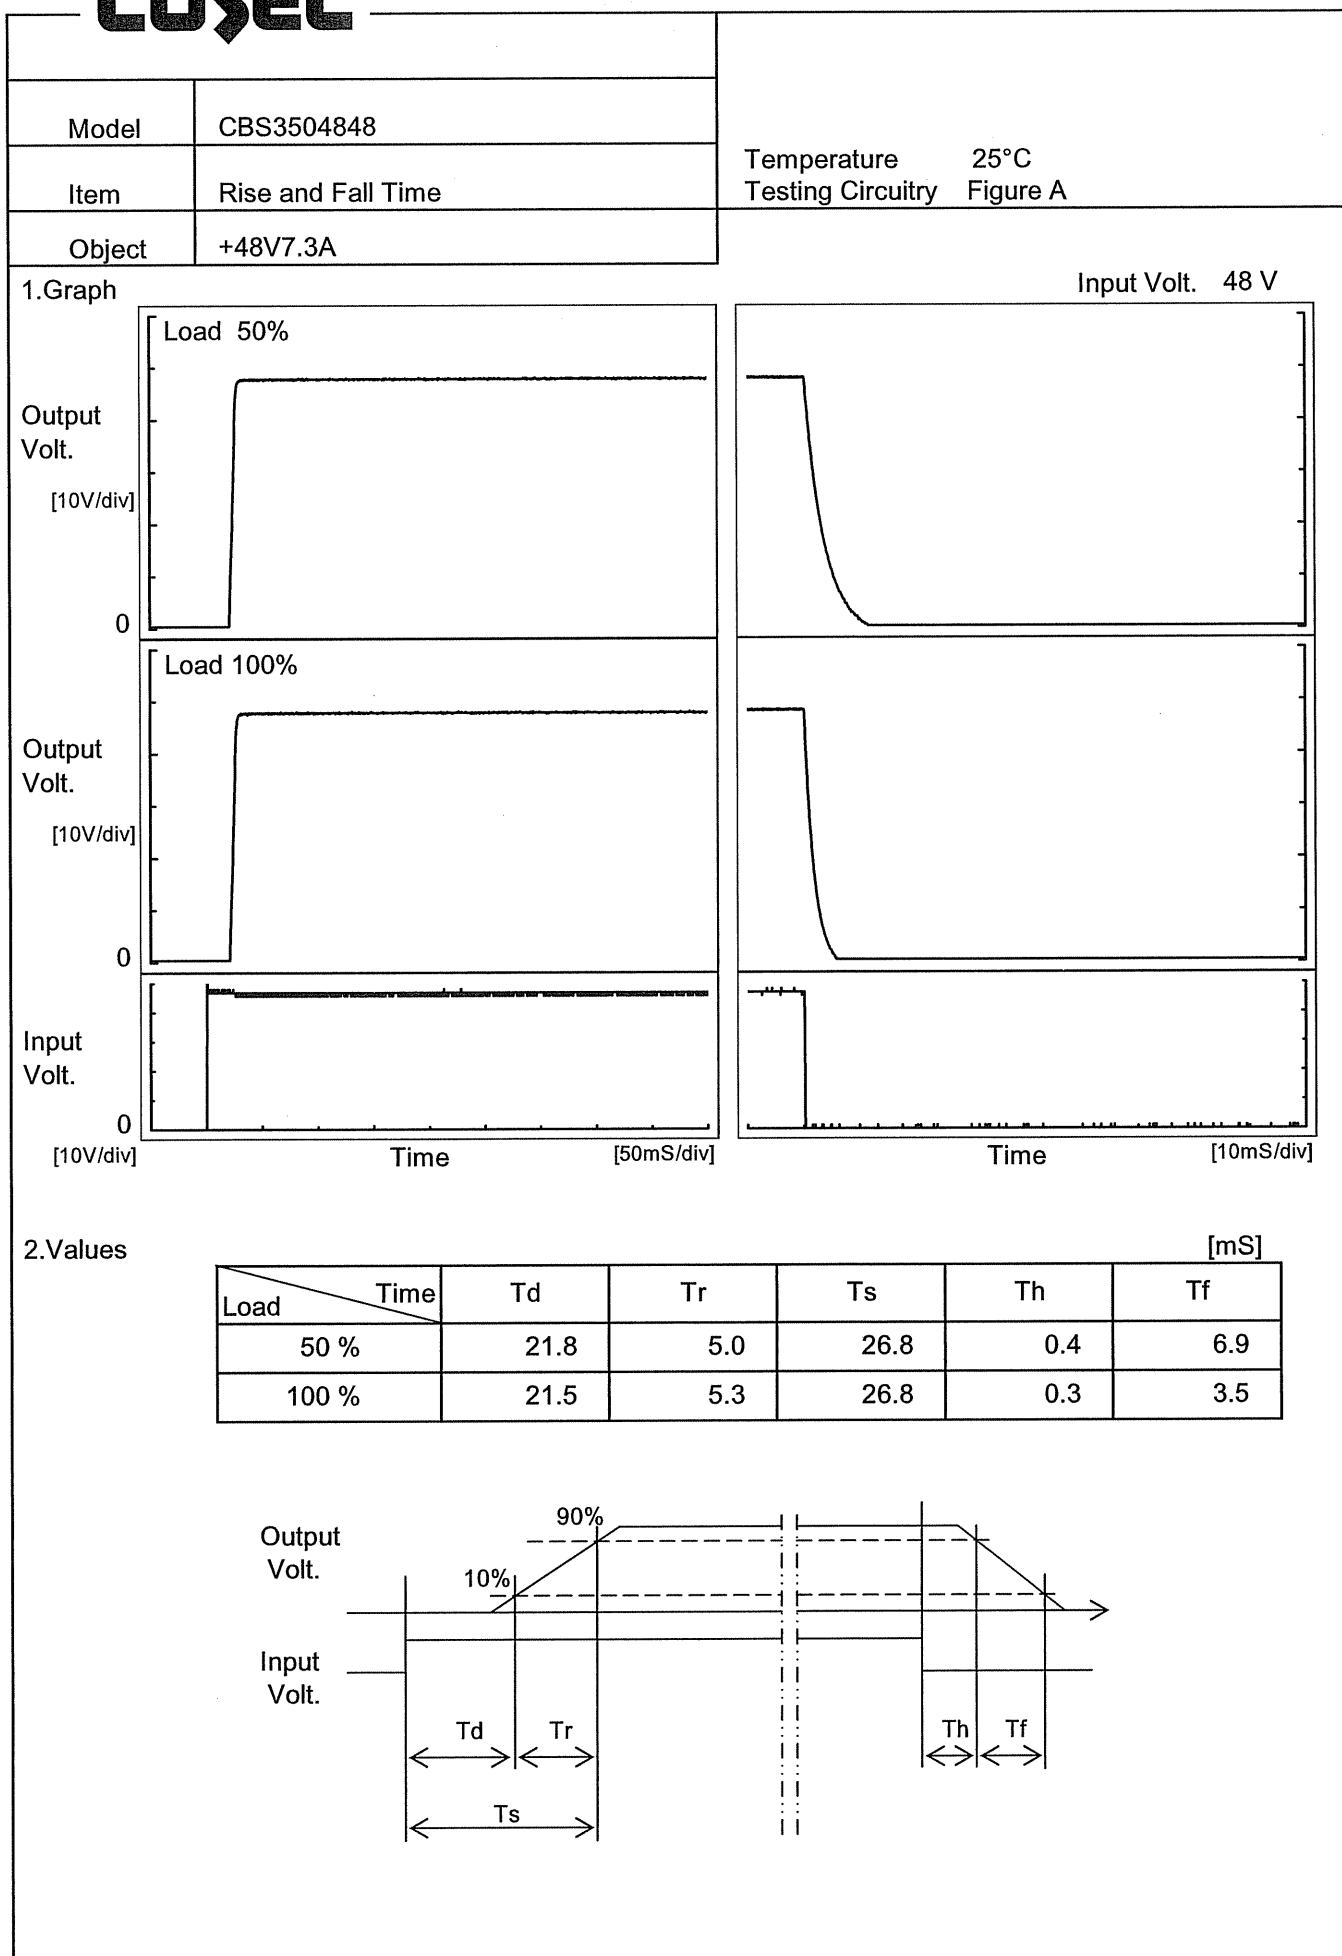 COSEL
Model CBS3504848
Item Rise and Fall Time
Object +48V7.3A
Temperature 25°C
Testing Circuitry Figure A
1.Graph
Input Volt. 48 V
Load 50%
Output
Volt.
[10V/div]
0
Load 100%
Output
Volt.
[10V/div]
0
Input
Volt.
0
[10V/div] Time [50mS/div] Time [10mS/div]
2.Values [mS]
Load Time Td Tr Ts Th Tf
50 % 21.8 5.0 26.8 0.4 6.9
100 % 21.5 5.3 26.8 0.3 3.5
Output
Volt.
90%
10%
Input
Volt.
Td Tr Th Tf
Ts